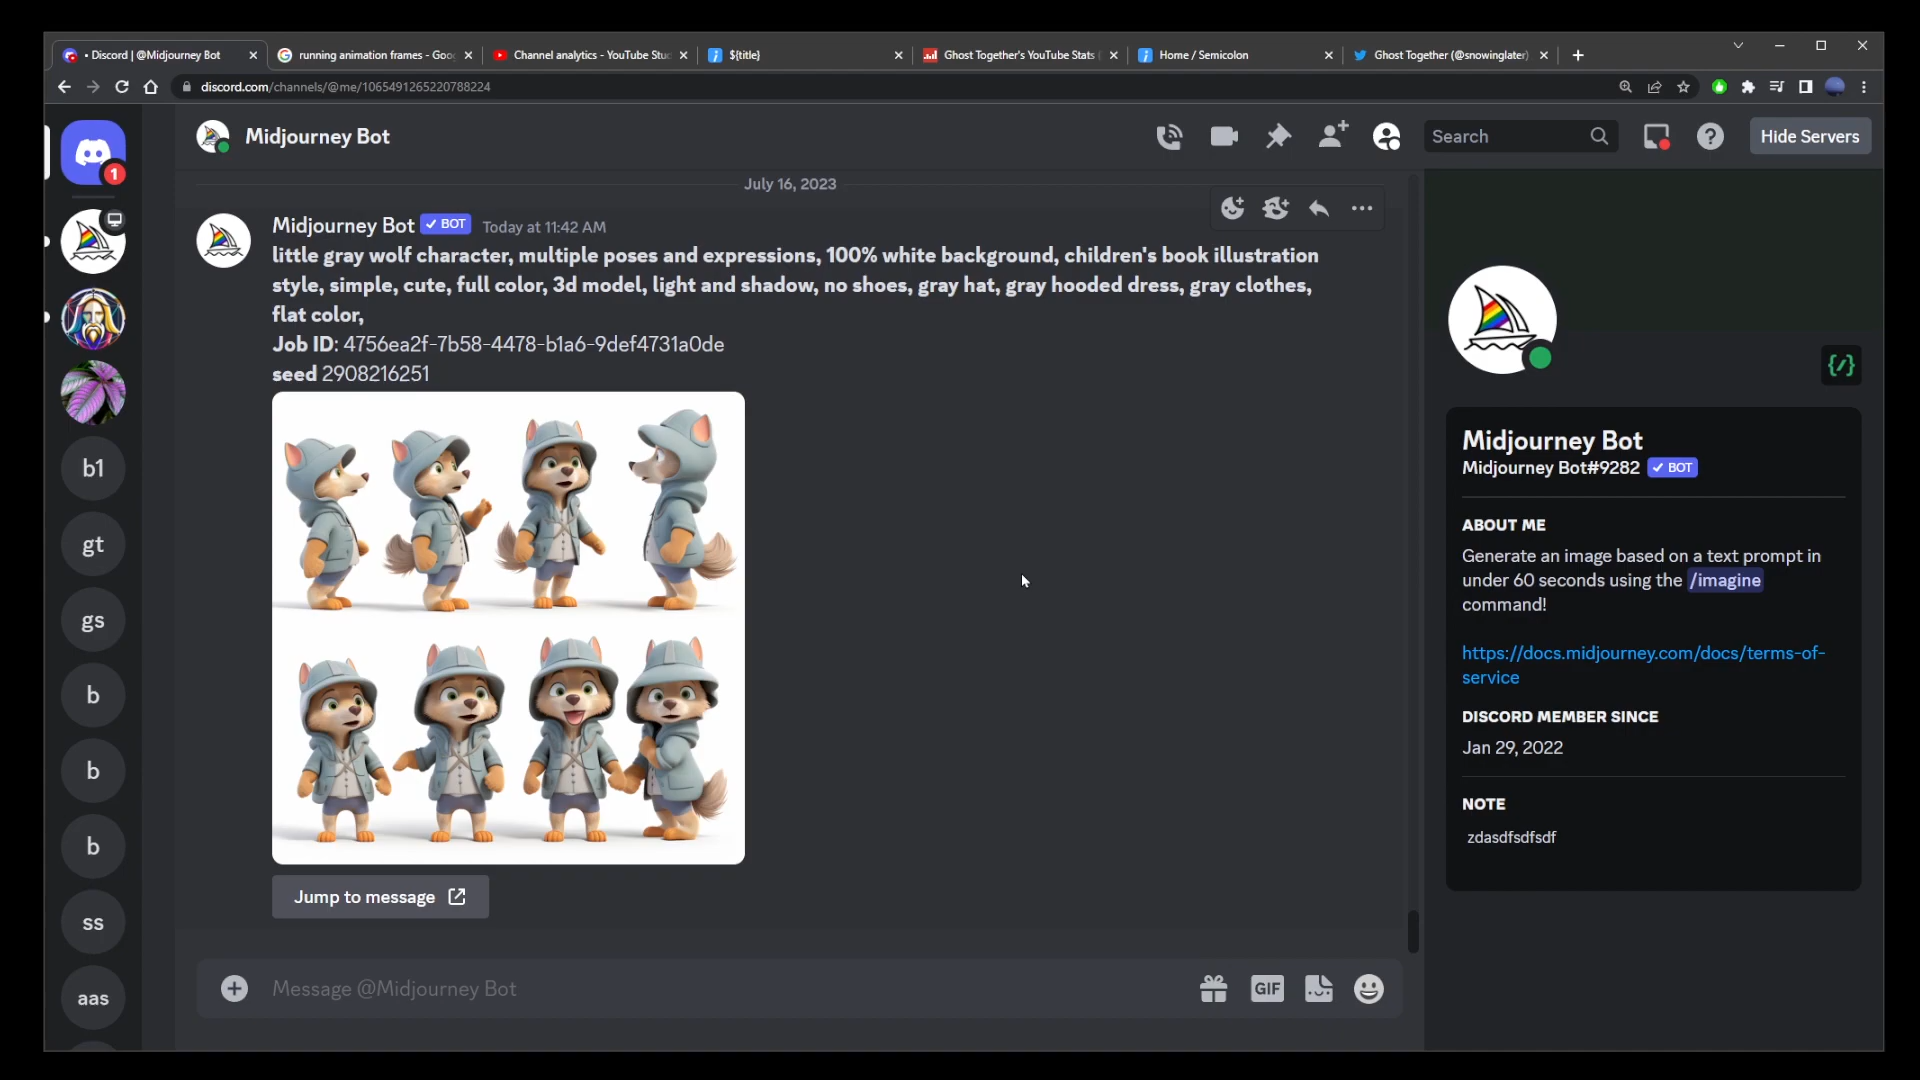 • Discord | @Midjourney Bot
running animation frames - Goo
Channel analytics - YouTube Stu
${title}
Ghost Together's YouTube Stats (
Home / Semicolon
Ghost Together (@snowinglater)
discord.com/channels/@me/1065491265220788224
Midjourney Bot
Search
Hide Servers
1
b1
gt
gs
b
b
b
ss
aas
July 16, 2023
Midjourney Bot BOT Today at 11:42 AM
little gray wolf character, multiple poses and expressions, 100% white background, children's book illustration
style, simple, cute, full color, 3d model, light and shadow, no shoes, gray hat, gray hooded dress, gray clothes,
flat color,
Job ID: 4756ea2f-7b58-4478-b1a6-9def4731a0de
seed 2908216251
Jump to message
Message @Midjourney Bot
GIF
{/}
Midjourney Bot
Midjourney Bot#9282 BOT
ABOUT ME
Generate an image based on a text prompt in
under 60 seconds using the /imagine
command!
https://docs.midjourney.com/docs/terms-of-
service
DISCORD MEMBER SINCE
Jan 29, 2022
NOTE
zdasdfsdfsdf